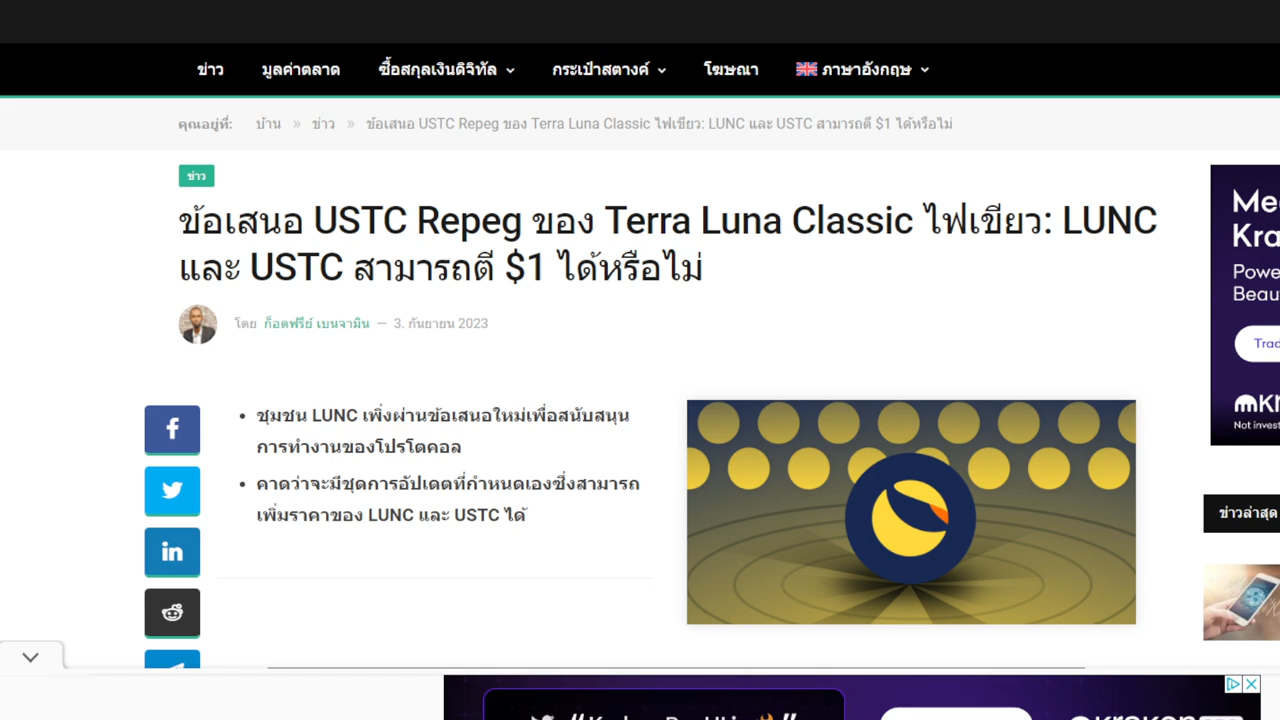 ข่าว มูลค่าตลาด ซื้อสกุลเงินดิจิทัล กระเป๋าสตางค์ โฆษณา ภาษาอังกฤษ
คุณอยู่ที่: บ้าน » ข่าว » ข้อเสนอ USTC Repeg ของ Terra Luna Classic ไฟเขียว: LUNC และ USTC สามารถตี $1 ได้หรือไม่
ข่าว
ข้อเสนอ USTC Repeg ของ Terra Luna Classic ไฟเขียว: LUNC
และ USTC สามารถตี $1 ได้หรือไม่
โดย ก็อดฟรีย์ เบนจามิน — 3. กันยายน 2023
• ชุมชน LUNC เพิ่งผ่านข้อเสนอใหม่เพื่อสนับสนุน
การทำงานของโปรโตคอล
• คาดว่าจะมีชุดการอัปเดตที่กำหนดเองซึ่งสามารถ
เพิ่มราคาของ LUNC และ USTC ได้
Not invest
ข่าวล่าสุด